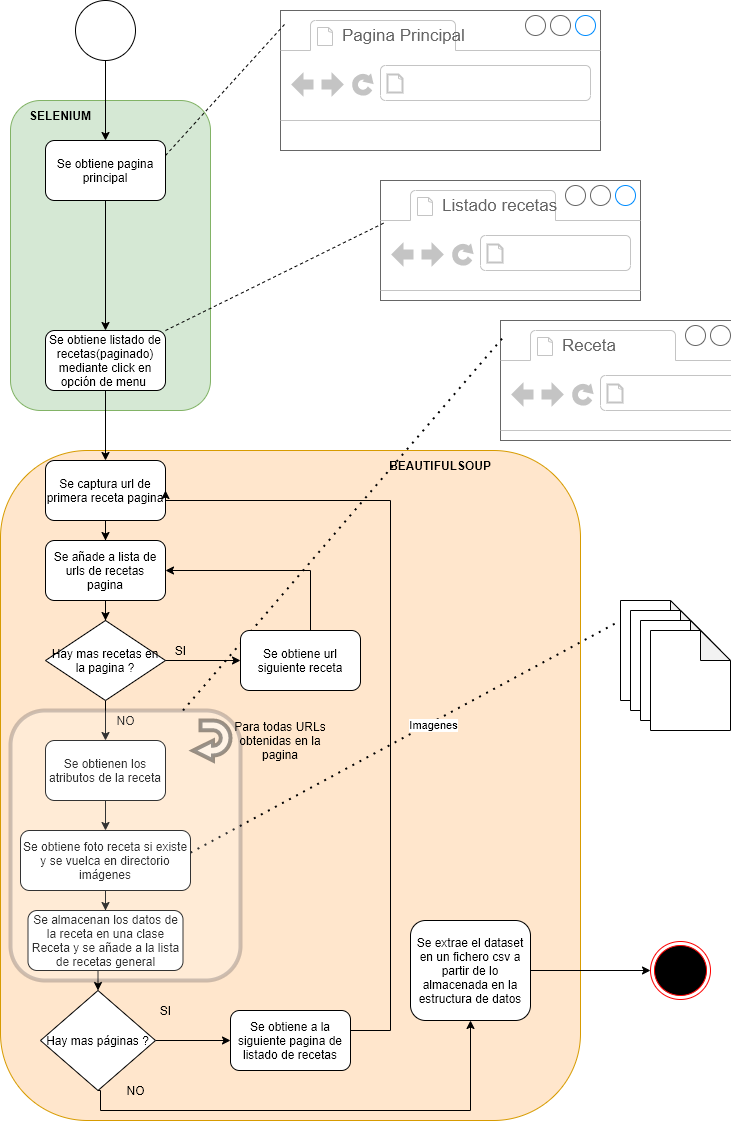 Pagina Principal
SELENIUM
Se obtiene pagina
principal
Listado recetas
Se obtiene listado de
recetas(paginado)
mediante click en
opción de menu
Receta
BEAUTIFULSOUP
Se captura url de
primera receta pagina
Se añade a lista de
urls de recetas
pagina
Hay mas recetas en
la pagina ?
SI
Se obtiene url
siguiente receta
NO
Para todas URLs
obtenidas en la
pagina
Imagénes
Se obtienen los
atributos de la receta
Se obtiene foto receta si existe
y se vuelca en directorio
imágenes
Se almacenan los datos de
la receta en una clase
Receta y se añade a la lista
de recetas general
Se extrae el dataset
en un fichero csv a
partir de lo
almacenada en la
estructura de datos
Hay mas páginas ?
SI
Se obtiene a la
siguiente pagina de
listado de recetas
NO